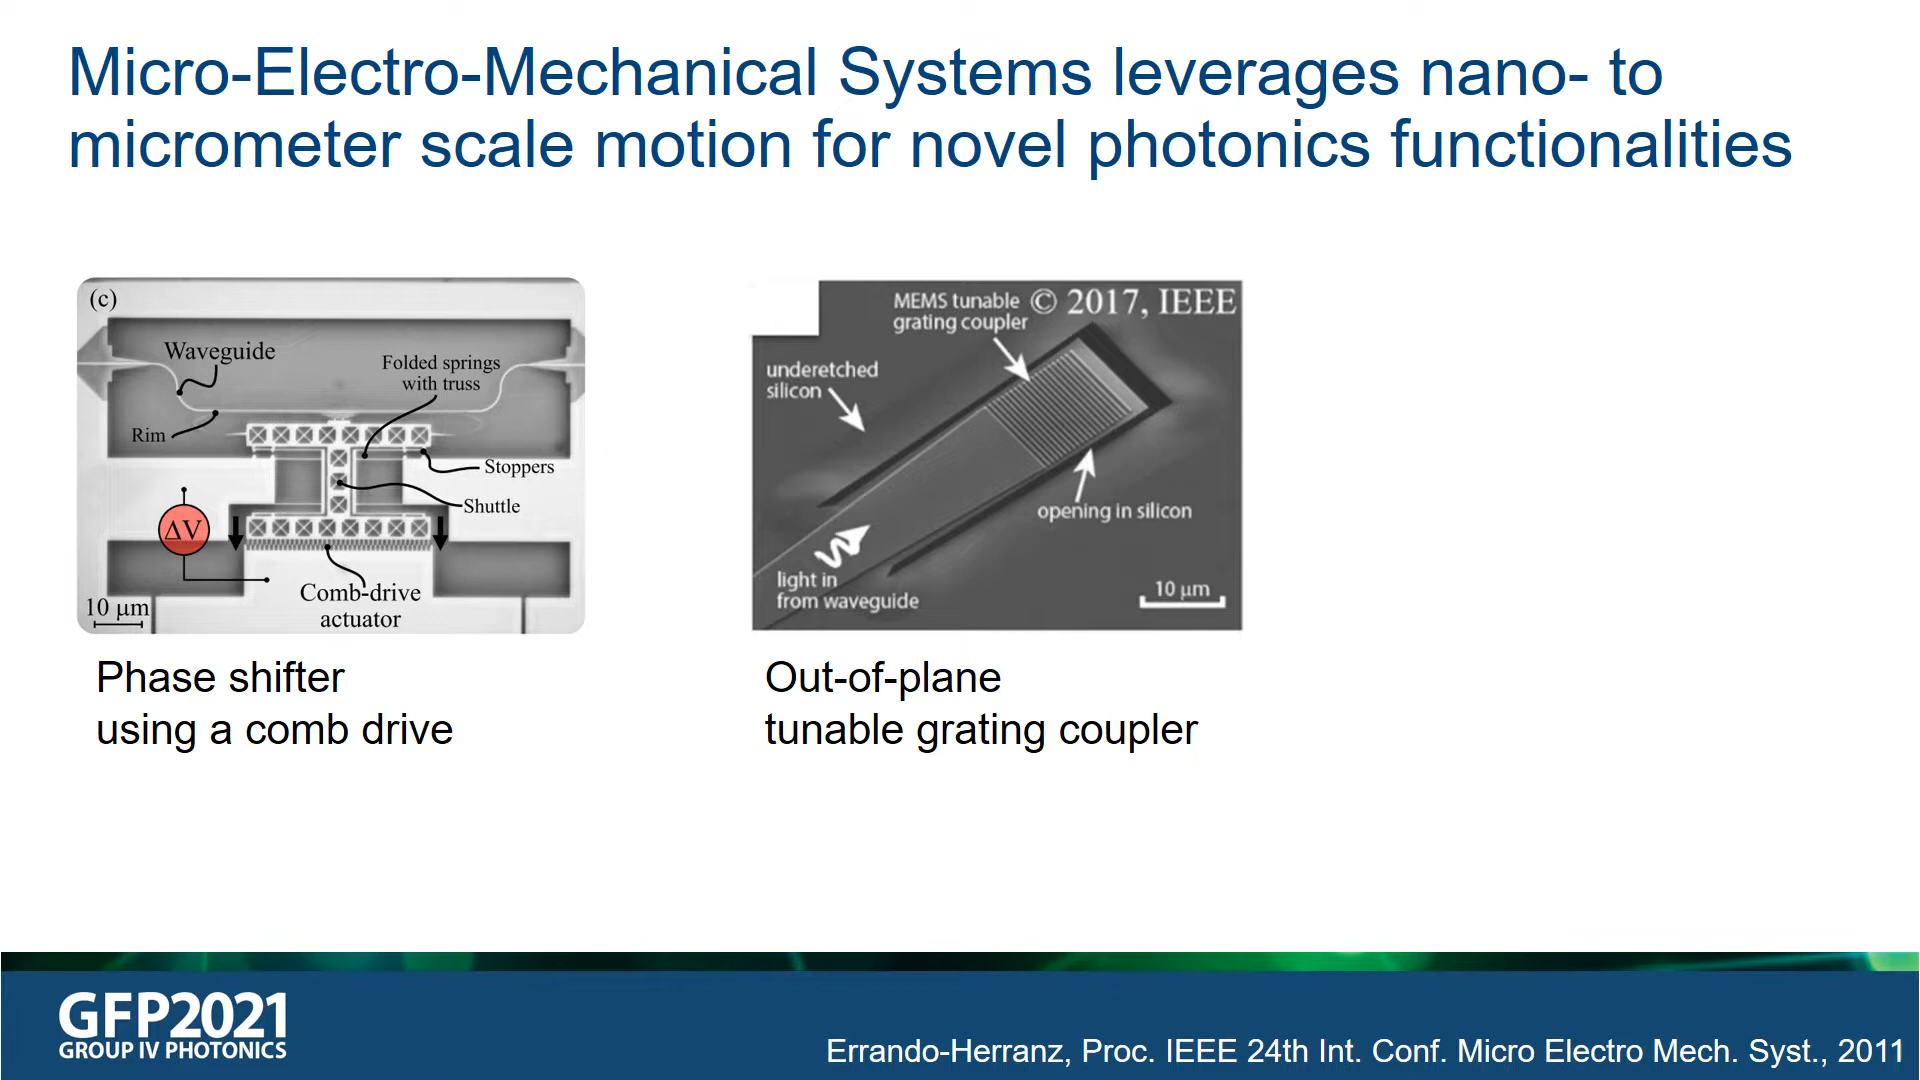 Micro-Electro-Mechanical Systems leverages nano- to
micrometer scale motion for novel photonics functionalities
(c)
Waveguide
Folded springs
with truss
Rim
Stoppers
Shuttle
ΔV
Comb-drive
actuator
10 μm
MEMS tunable
grating coupler
© 2017, IEEE
underetched
silicon
opening in silicon
light in
from waveguide
10 μm
Phase shifter
using a comb drive
Out-of-plane
tunable grating coupler
GFP2021
GROUP IV PHOTONICS
Errando-Herranz, Proc. IEEE 24th Int. Conf. Micro Electro Mech. Syst., 2011